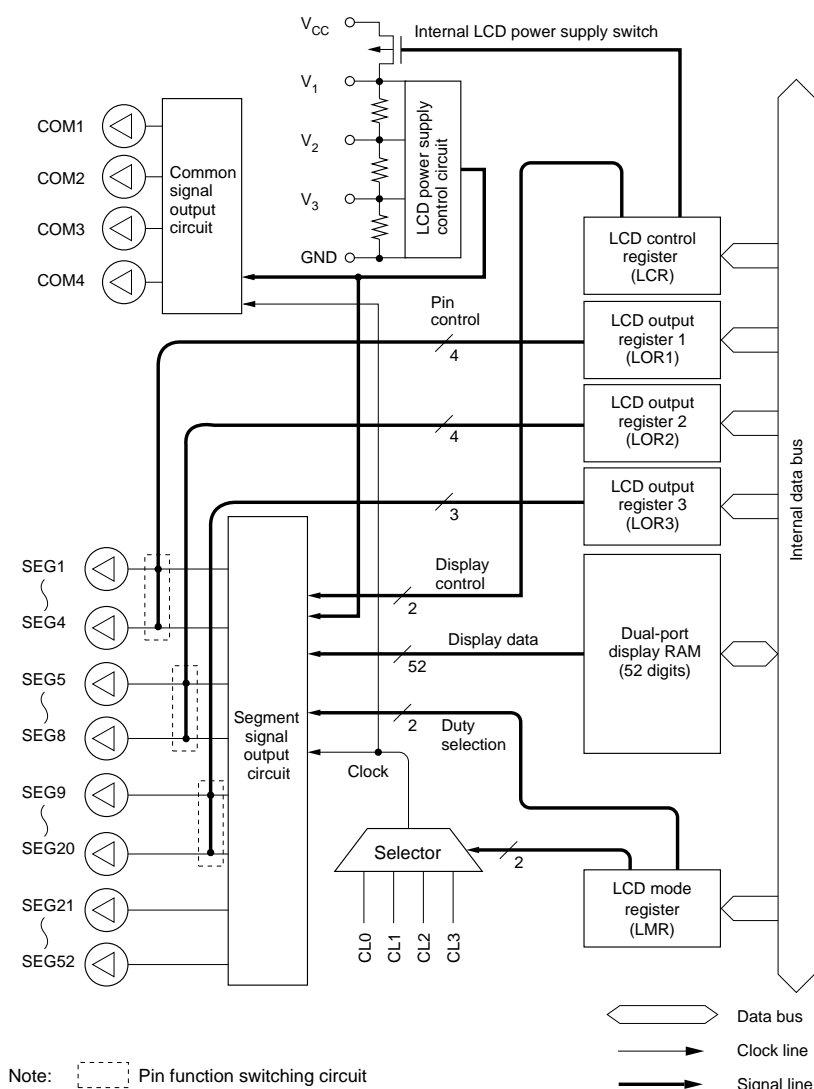 VCC
Internal LCD power supply switch
V1
V2
V3
GND
LCD power supply
control circuit
COM1
COM2
COM3
COM4
Common
signal
output
circuit
LCD control
register
(LCR)
Pin
control
4
LCD output
register 1
(LOR1)
4
LCD output
register 2
(LOR2)
3
LCD output
register 3
(LOR3)
Internal data bus
SEG1
SEG4
SEG5
SEG8
SEG9
SEG20
SEG21
SEG52
Segment
signal
output
circuit
Display
control
2
Display data
52
Dual-port
display RAM
(52 digits)
2
Duty
selection
Clock
Selector
2
CL0
CL1
CL2
CL3
LCD mode
register
(LMR)
Data bus
Clock line
Signal line
Note: Pin function switching circuit